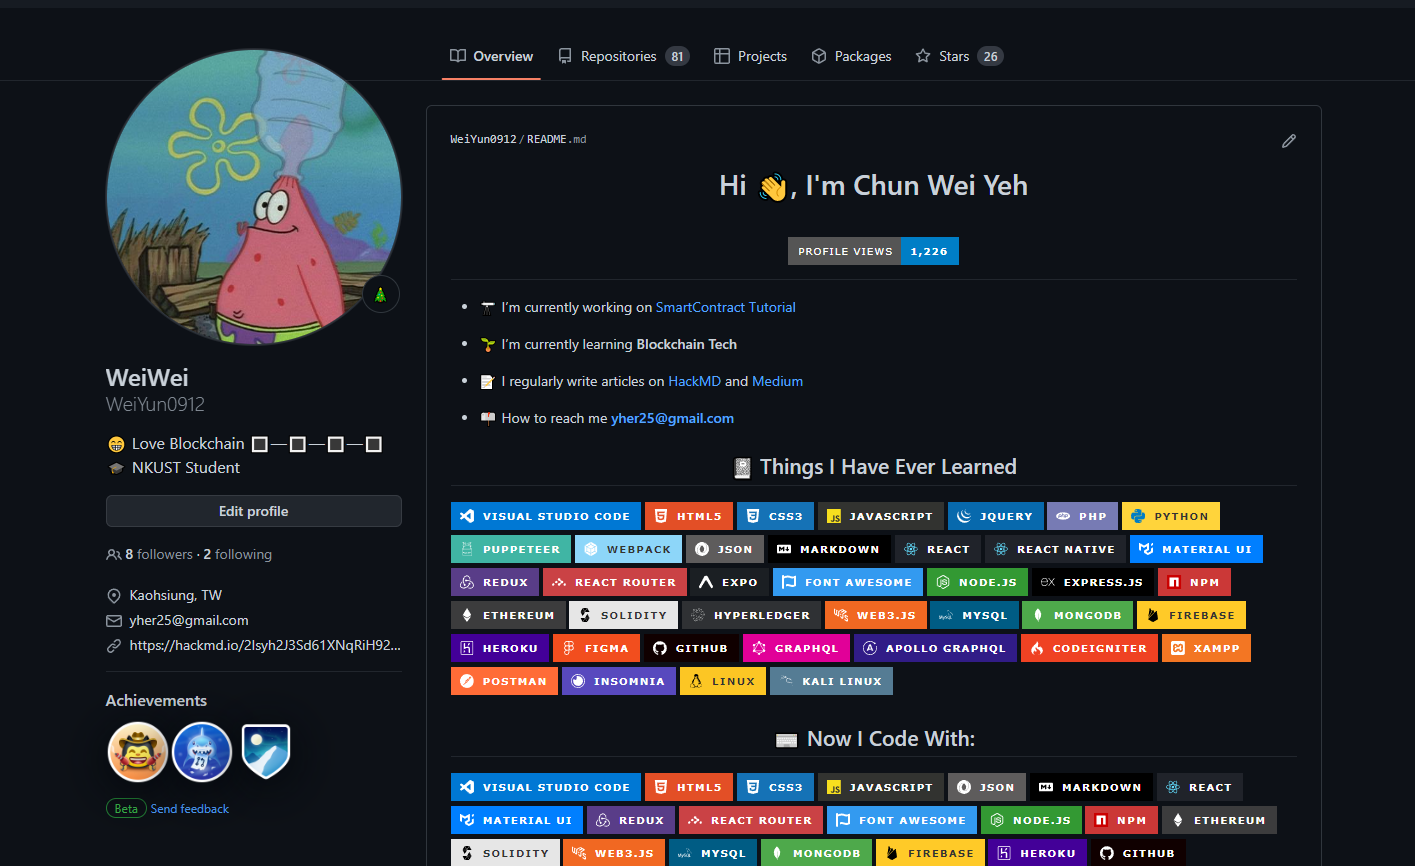 Overview Repositories 81 Projects Packages Stars 26
WeiYun0912/README.md
Hi 👋, I'm Chun Wei Yeh
PROFILE VIEWS 1,226
I'm currently working on SmartContract Tutorial
I'm currently learning Blockchain Tech
I regularly write articles on HackMD and Medium
How to reach me yher25@gmail.com
WeiWei
WeiYun0912
😁 Love Blockchain 🔲—🔲—🔲—🔲
🎓 NKUST Student
Edit profile
8 followers · 2 following
Kaohsiung, TW
yher25@gmail.com
https://hackmd.io/2Isyh2J3Sd61XNqRiH92...
Achievements
Beta Send feedback
Things I Have Ever Learned
VISUAL STUDIO CODE HTML5 CSS3 JS JAVASCRIPT JQUERY php PHP PYTHON
PUPPETEER WEBPACK JSON MARKDOWN REACT REACT NATIVE MATERIAL UI
REDUX REACT ROUTER EXPO FONT AWESOME NODE.JS ex EXPRESS.JS NPM
ETHEREUM SOLIDITY HYPERLEDGER WEB3.JS MYSQL MONGODB FIREBASE
HEROKU FIGMA GITHUB GRAPHQL APOLLO GRAPHQL CODEIGNITER XAMPP
POSTMAN INSOMNIA LINUX KALI LINUX
Now I Code With:
VISUAL STUDIO CODE HTML5 CSS3 JS JAVASCRIPT JSON MARKDOWN REACT
MATERIAL UI REDUX REACT ROUTER FONT AWESOME NODE.JS NPM ETHEREUM
SOLIDITY WEB3.JS MYSQL MONGODB FIREBASE HEROKU GITHUB